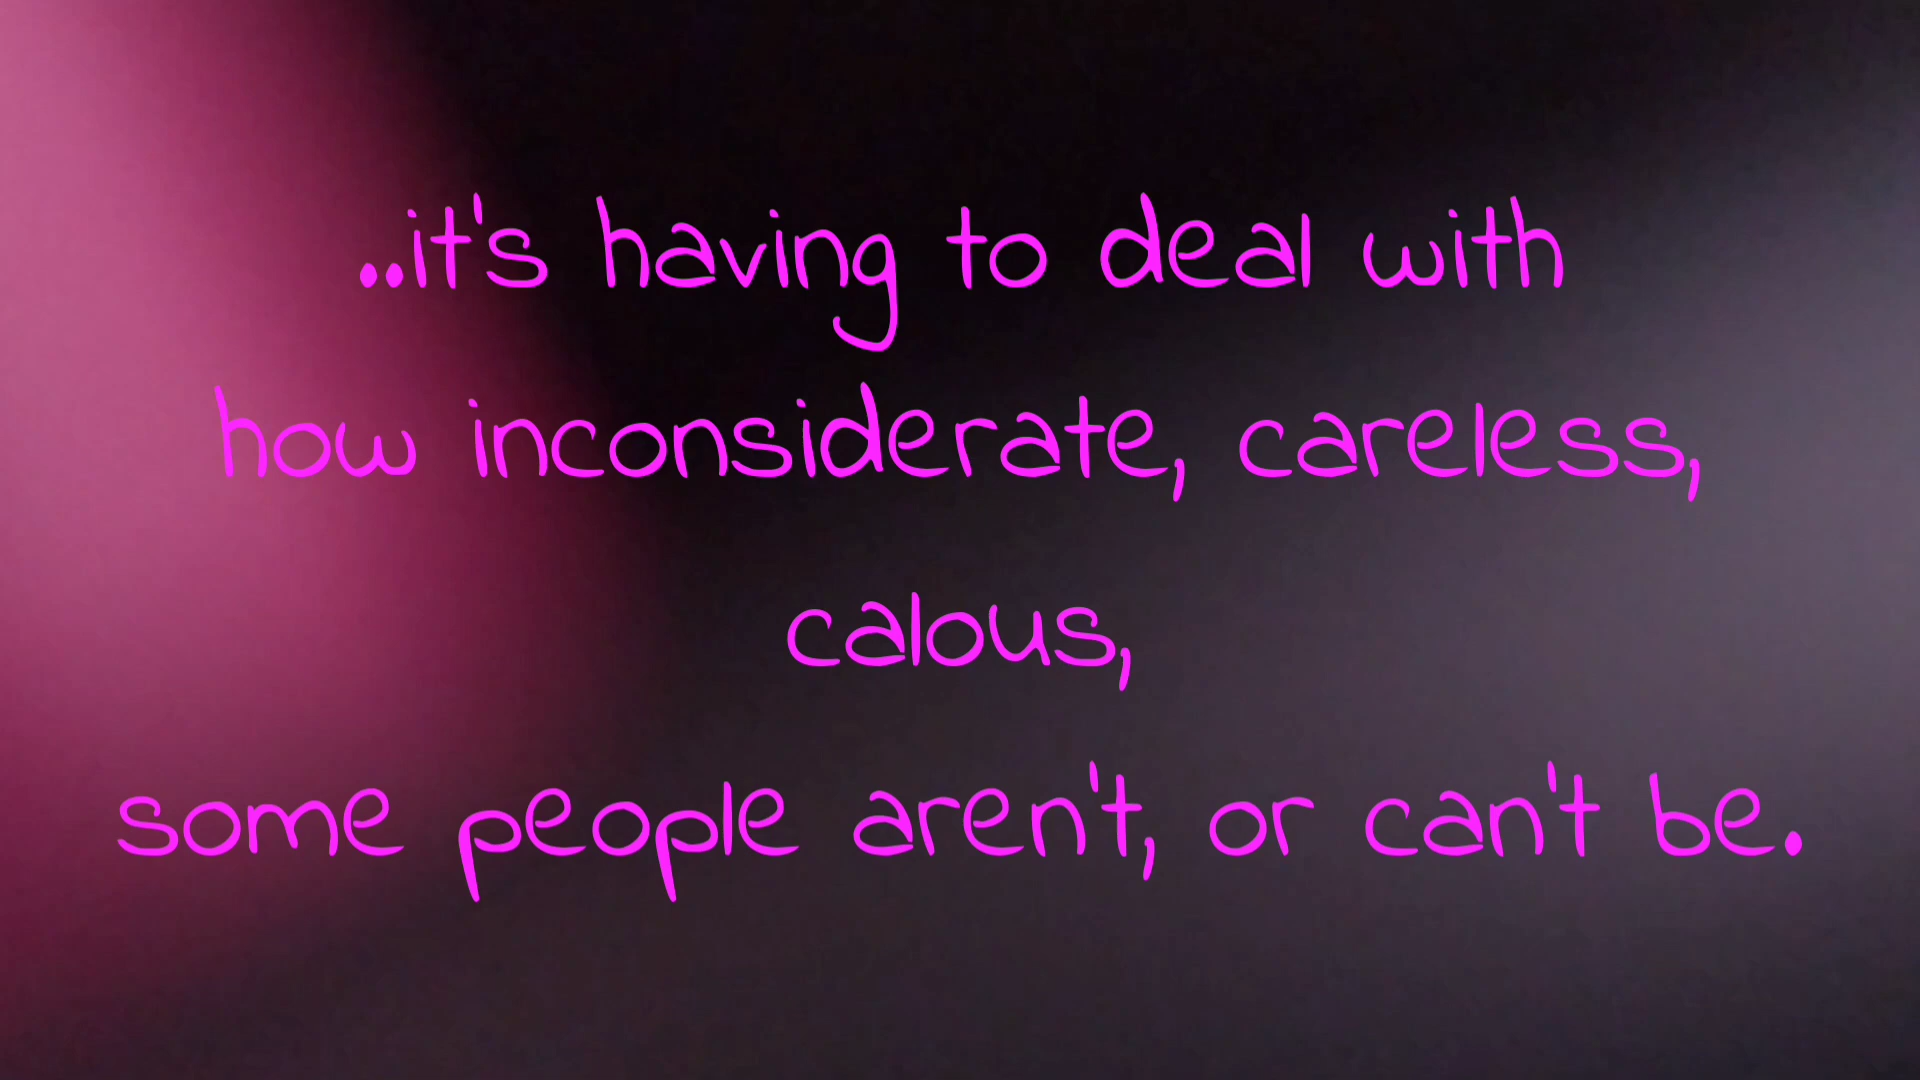 ..it's having to deal with
how inconsiderate, careless,
calous,
some people aren't, or can't be.